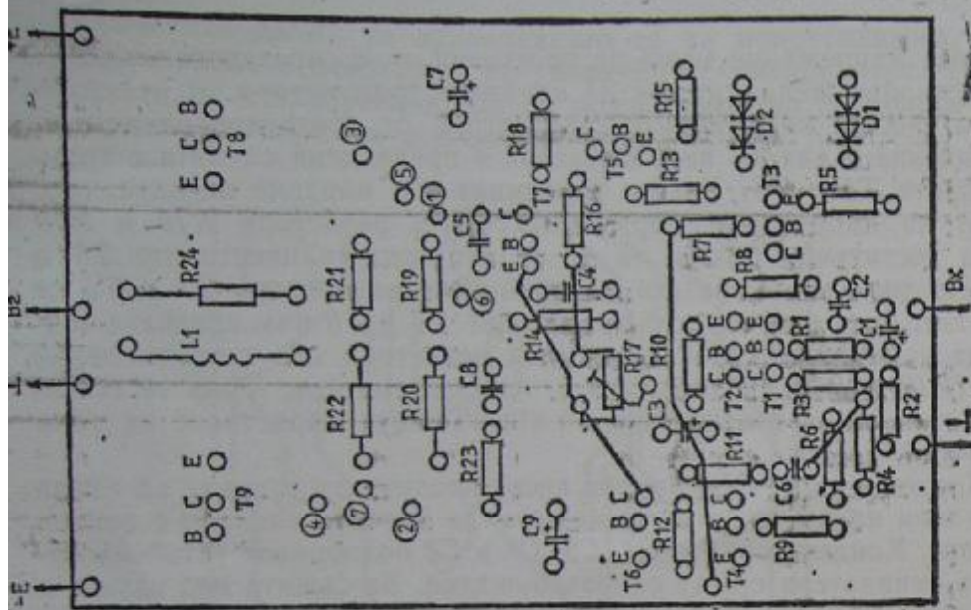 C7
R15
D2
D1
B
C
E
T8
3
R18
C
B
E
T5
5
1
T7
C
B
E
R16
R13
T3
E
B
C
R5
C5
R24
R21
R19
6
C4
R7
R8
C2
L1
R14
R17
R10
E
B
C
T2
E
B
C
T1
R1
R3
C1
Bx
R22
R20
C8
C3
R6
R2
E
C
B
T9
R23
R11
C6
R4
4
7
2
C9
C
B
E
T6
R12
C
B
E
T4
R9